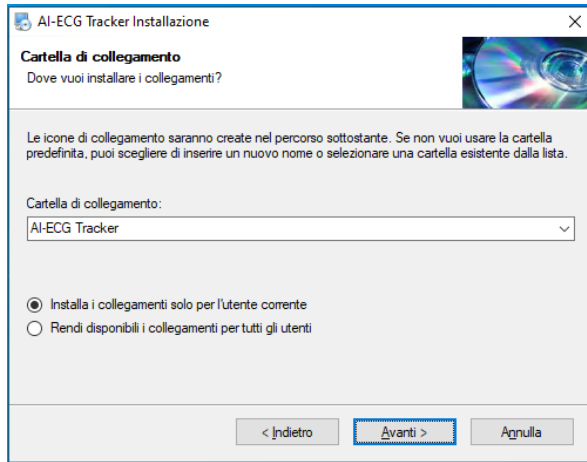 AI-ECG Tracker Installazione
Cartella di collegamento
Dove vuoi installare i collegamenti?
Le icone di collegamento saranno create nel percorso sottostante. Se non vuoi usare la cartella
predefinita, puoi scegliere di inserire un nuovo nome o selezionare una cartella esistente dalla lista.
Cartella di collegamento:
AI-ECG Tracker
Installa i collegamenti solo per l'utente corrente
Rendi disponibili i collegamenti per tutti gli utenti
< Indietro
Avanti >
Annulla